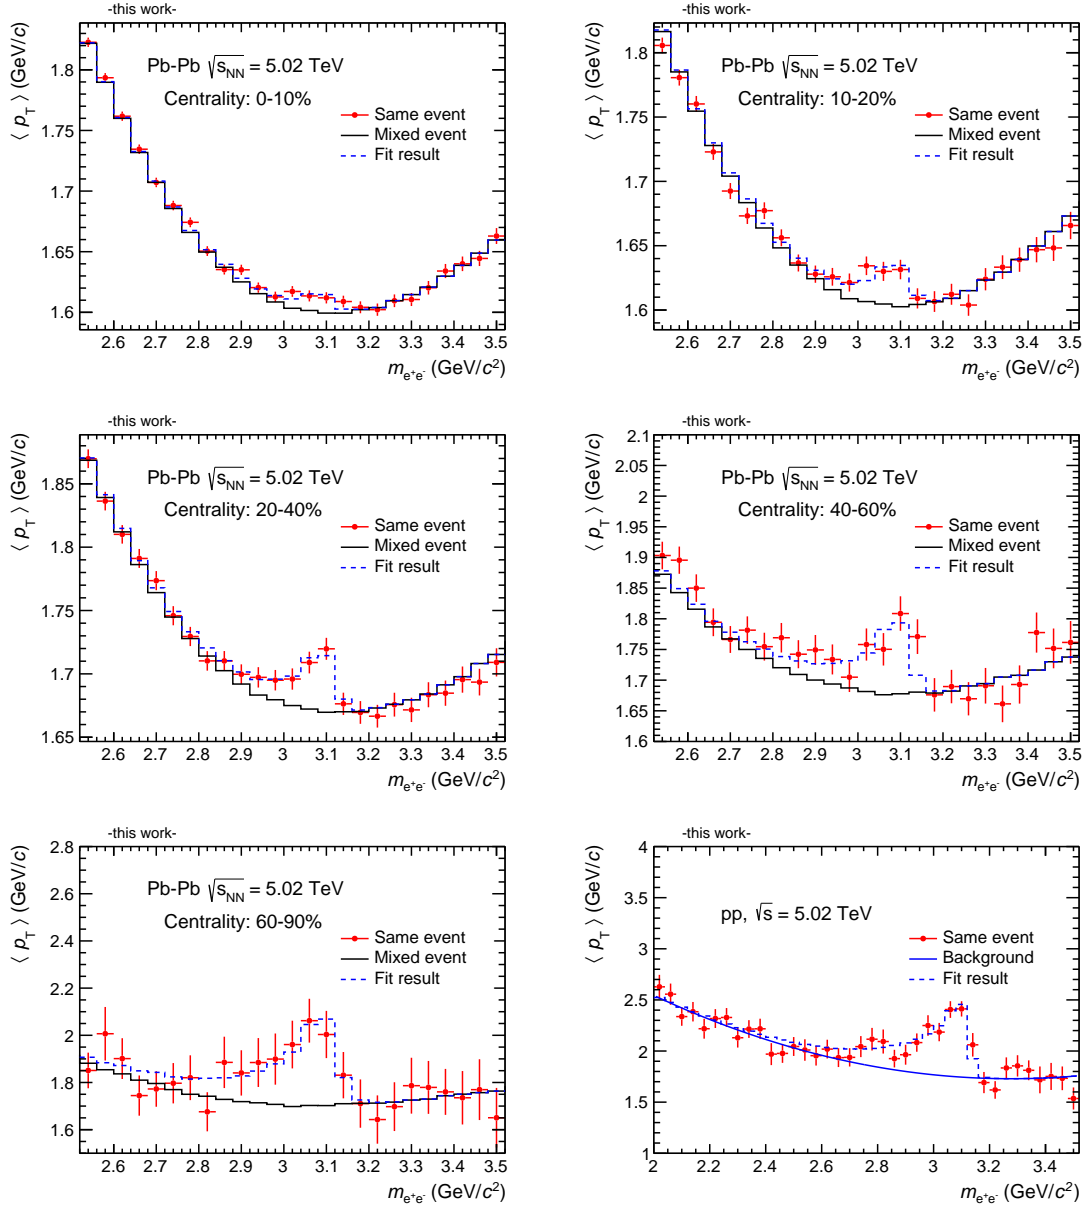 -this work-
⟨ p_T ⟩ (GeV/c)
Pb-Pb √s_NN = 5.02 TeV
Centrality: 0-10%
Same event
Mixed event
Fit result
1.8
1.75
1.7
1.65
1.6
2.6 2.7 2.8 2.9 3 3.1 3.2 3.3 3.4 3.5
m_e⁺e⁻ (GeV/c²)
-this work-
⟨ p_T ⟩ (GeV/c)
Pb-Pb √s_NN = 5.02 TeV
Centrality: 10-20%
Same event
Mixed event
Fit result
1.8
1.75
1.7
1.65
1.6
2.6 2.7 2.8 2.9 3 3.1 3.2 3.3 3.4 3.5
m_e⁺e⁻ (GeV/c²)
-this work-
⟨ p_T ⟩ (GeV/c)
Pb-Pb √s_NN = 5.02 TeV
Centrality: 20-40%
Same event
Mixed event
Fit result
1.85
1.8
1.75
1.7
1.65
2.6 2.7 2.8 2.9 3 3.1 3.2 3.3 3.4 3.5
m_e⁺e⁻ (GeV/c²)
-this work-
⟨ p_T ⟩ (GeV/c)
Pb-Pb √s_NN = 5.02 TeV
Centrality: 40-60%
Same event
Mixed event
Fit result
2.1
2.05
2
1.95
1.9
1.85
1.8
1.75
1.7
1.65
1.6
2.6 2.7 2.8 2.9 3 3.1 3.2 3.3 3.4 3.5
m_e⁺e⁻ (GeV/c²)
-this work-
⟨ p_T ⟩ (GeV/c)
Pb-Pb √s_NN = 5.02 TeV
Centrality: 60-90%
Same event
Mixed event
Fit result
2.8
2.6
2.4
2.2
2
1.8
1.6
2.6 2.7 2.8 2.9 3 3.1 3.2 3.3 3.4 3.5
m_e⁺e⁻ (GeV/c²)
-this work-
⟨ p_T ⟩ (GeV/c)
pp, √s = 5.02 TeV
Same event
Background
Fit result
4
3.5
3
2.5
2
1.5
1
2 2.2 2.4 2.6 2.8 3 3.2 3.4
m_e⁺e⁻ (GeV/c²)